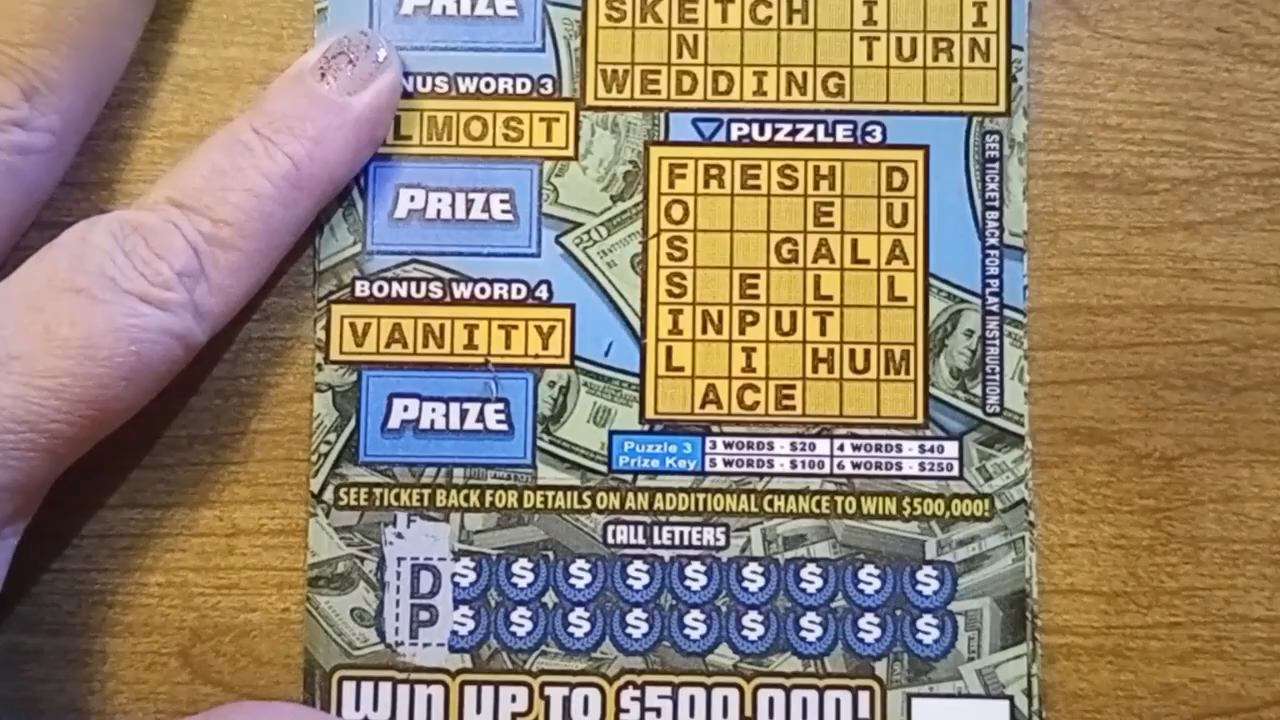 PRIZE
SKETCH I I
N TURN
WEDDING
NUS WORD 3
LMOST
PUZZLE 3
PRIZE
FRESH D
O E U
S GALA
S E L L
INPUT
L I HUM
ACE
SEE TICKET BACK FOR PLAY INSTRUCTIONS
BONUS WORD 4
VANITY
PRIZE
Puzzle 3 Prize Key
3 WORDS - $20 4 WORDS - $40
5 WORDS - $100 6 WORDS - $250
SEE TICKET BACK FOR DETAILS ON AN ADDITIONAL CHANCE TO WIN $500,000!
CALL LETTERS
D $ $ $ $ $ $ $ $ $
P $ $ $ $ $ $ $ $ $
WIN UP TO $500,000!